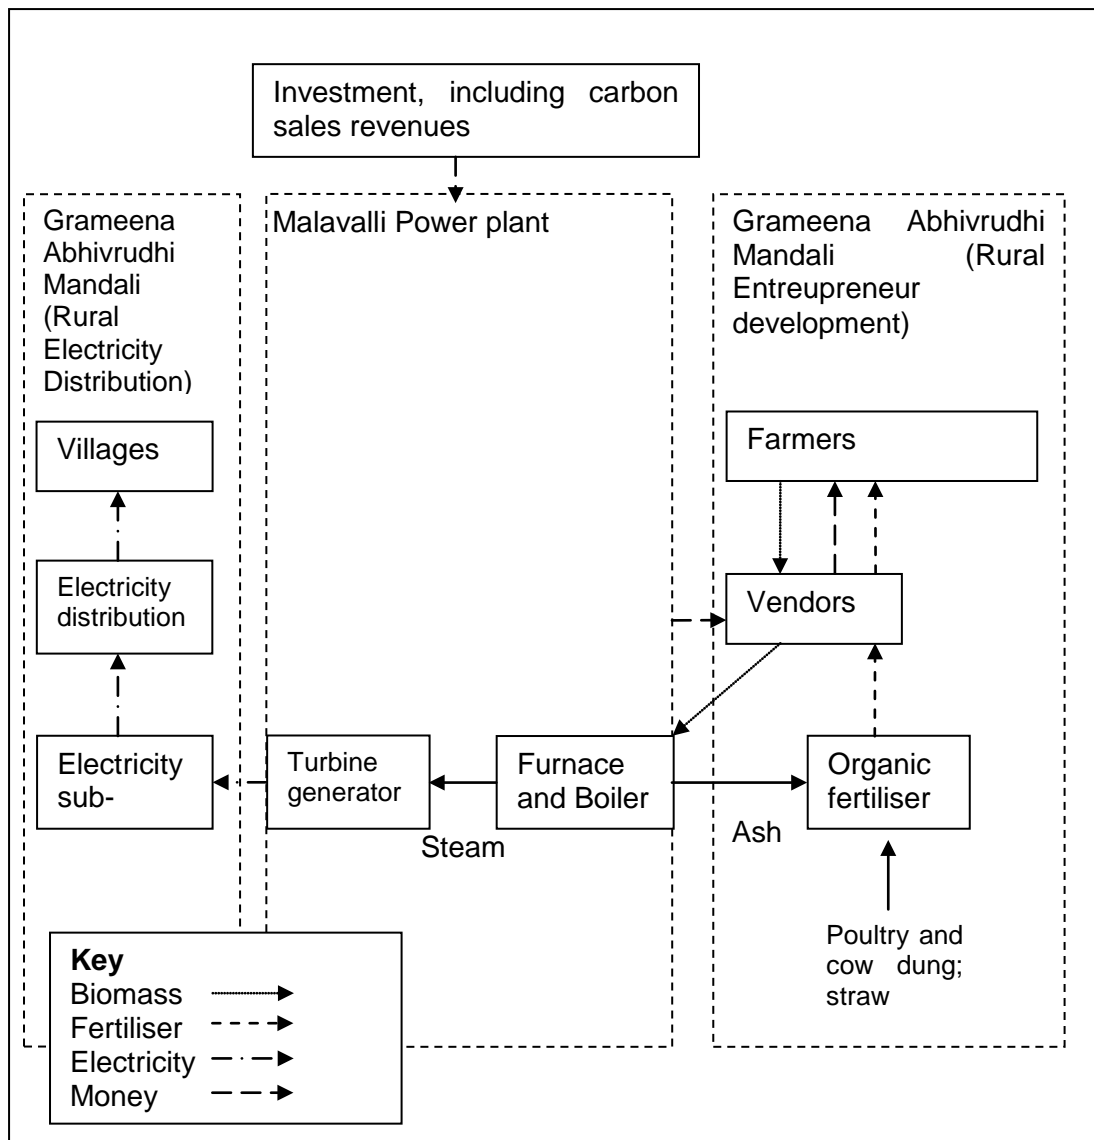 Investment, including carbon
sales revenues
Grameena
Abhivrudhi
Mandali
(Rural
Electricity
Distribution)
Malavalli Power plant
Grameena Abhivrudhi
Mandali (Rural
Entreupreneur
development)
Villages
Farmers
Electricity
distribution
Vendors
Electricity
sub-
Turbine
generator
Furnace
and Boiler
Organic
fertiliser
Steam
Ash
Poultry and
cow dung;
straw
Key
Biomass
Fertiliser
Electricity
Money